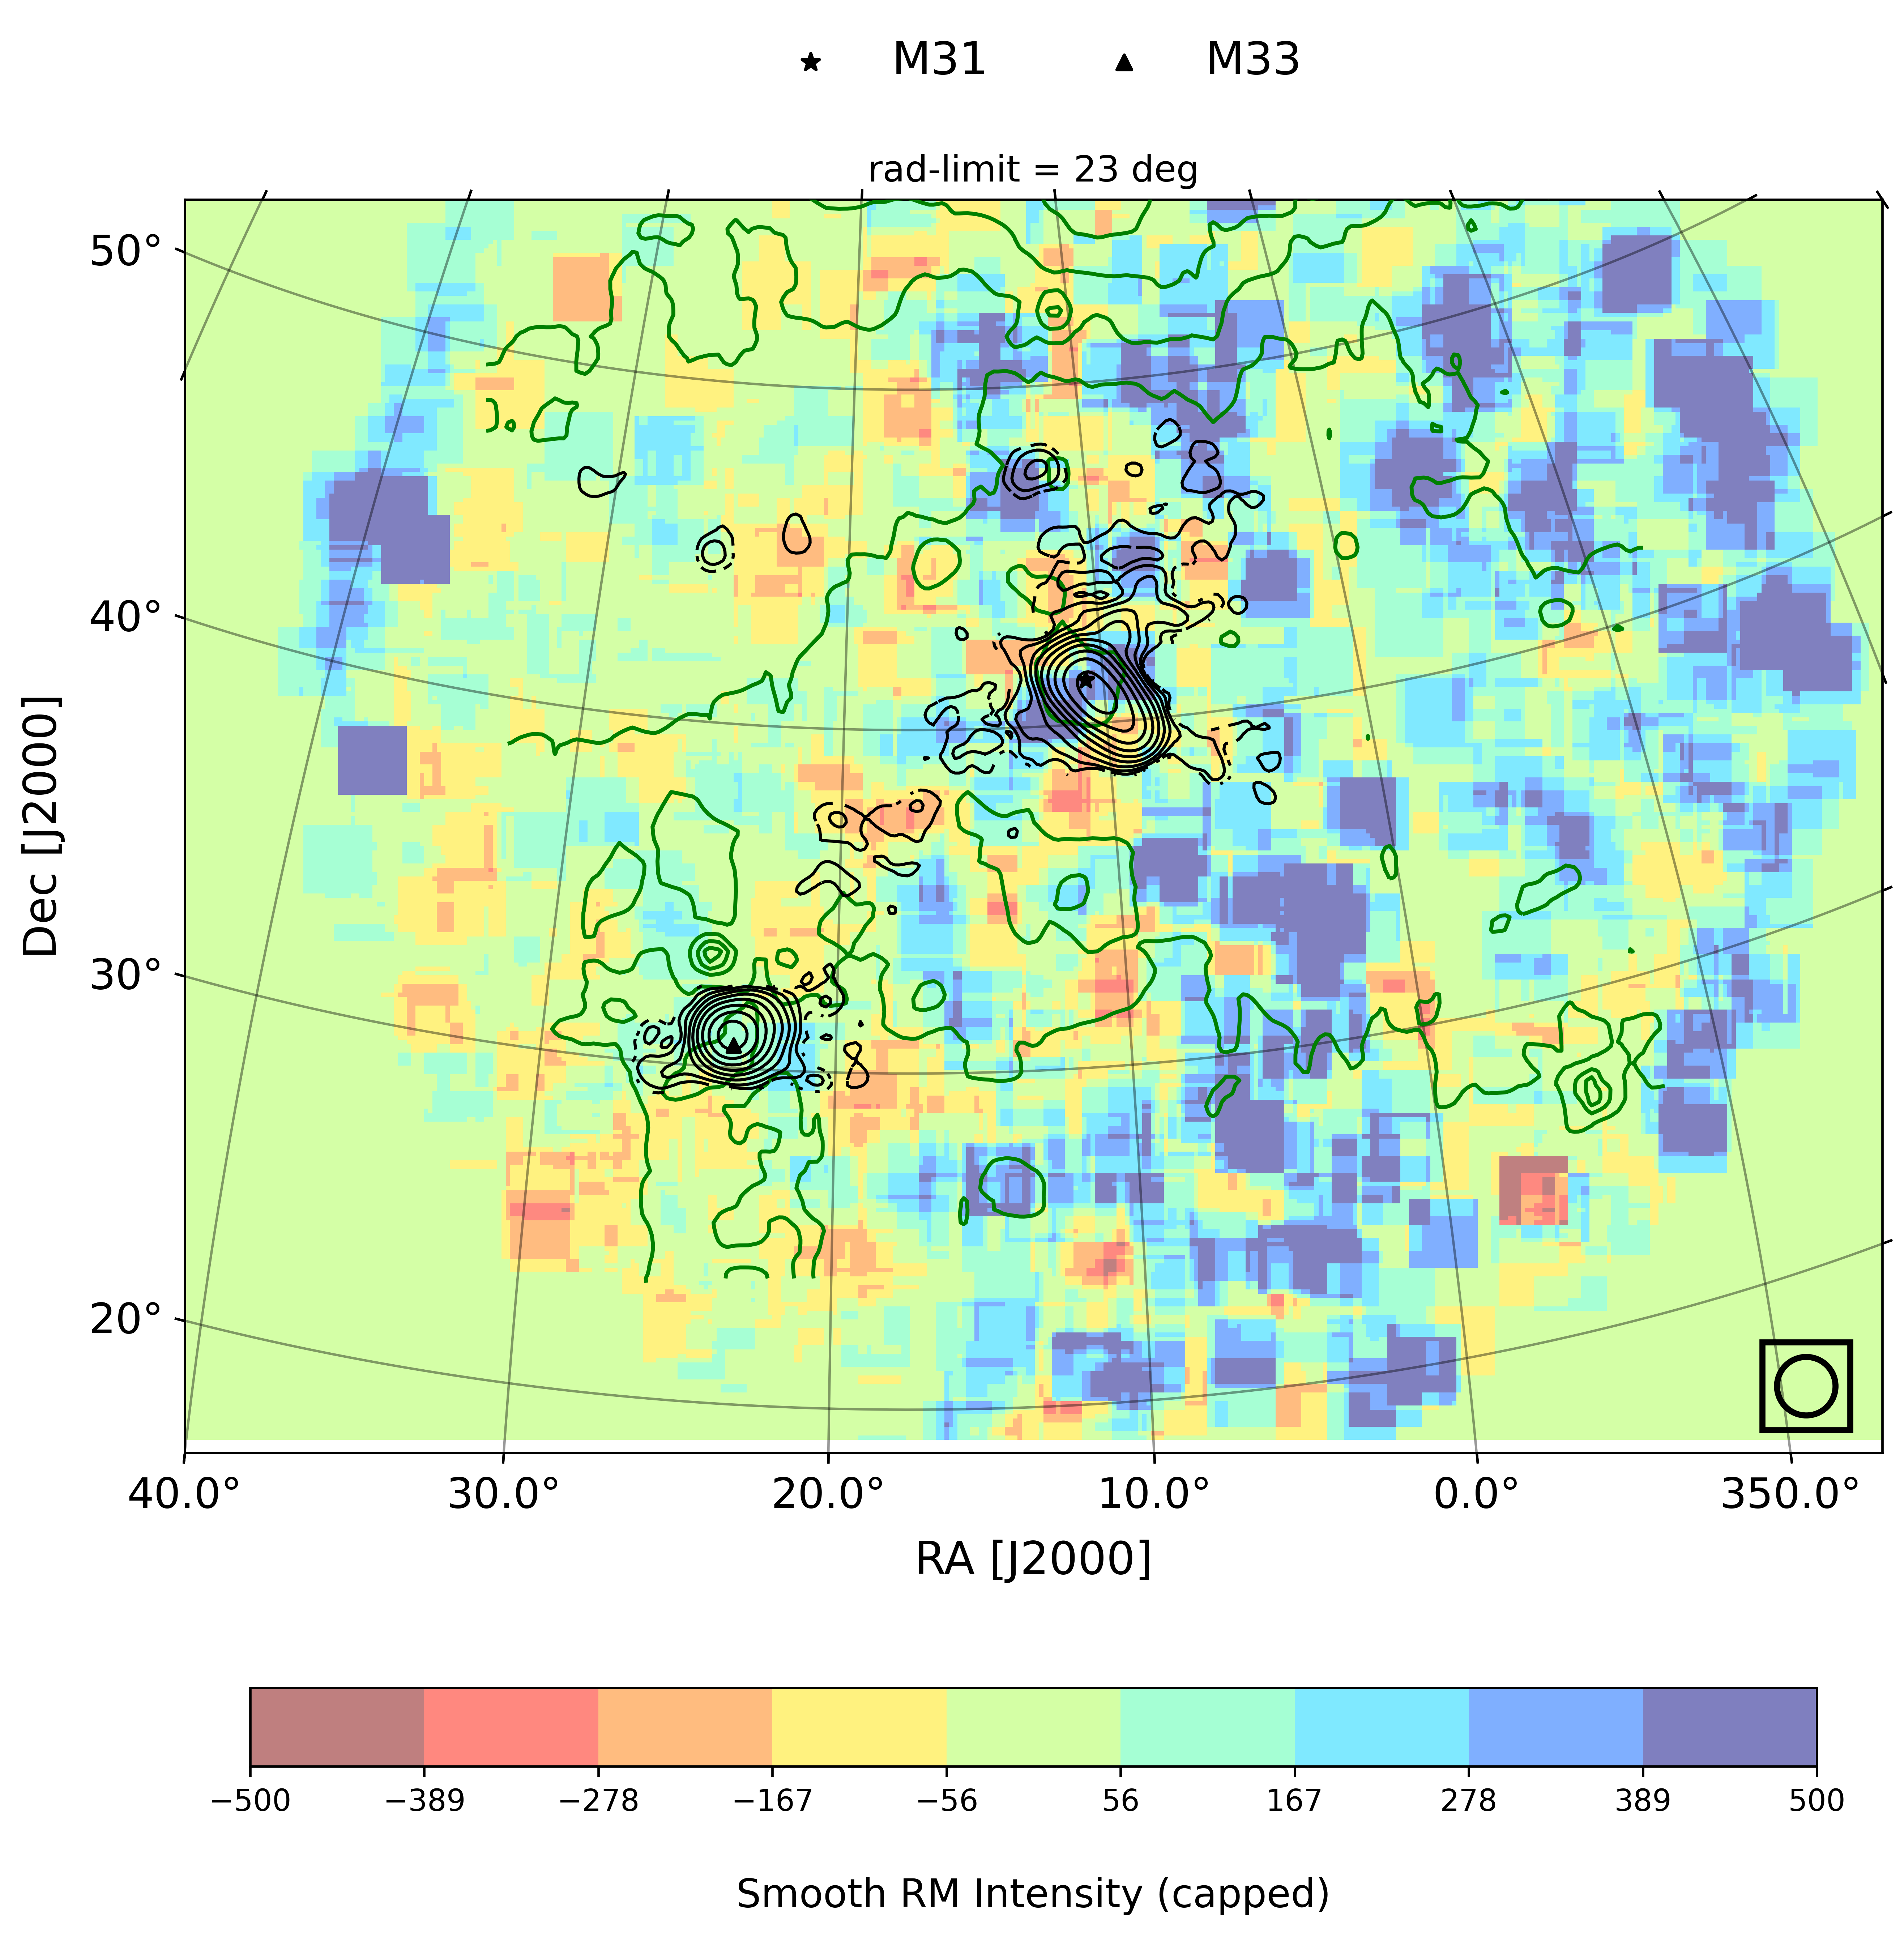 M31 M33
rad-limit = 23 deg
50°
40°
30°
20°
Dec [J2000]
40.0° 30.0° 20.0° 10.0° 0.0° 350.0°
RA [J2000]
−500 −389 −278 −167 −56 56 167 278 389 500
Smooth RM Intensity (capped)